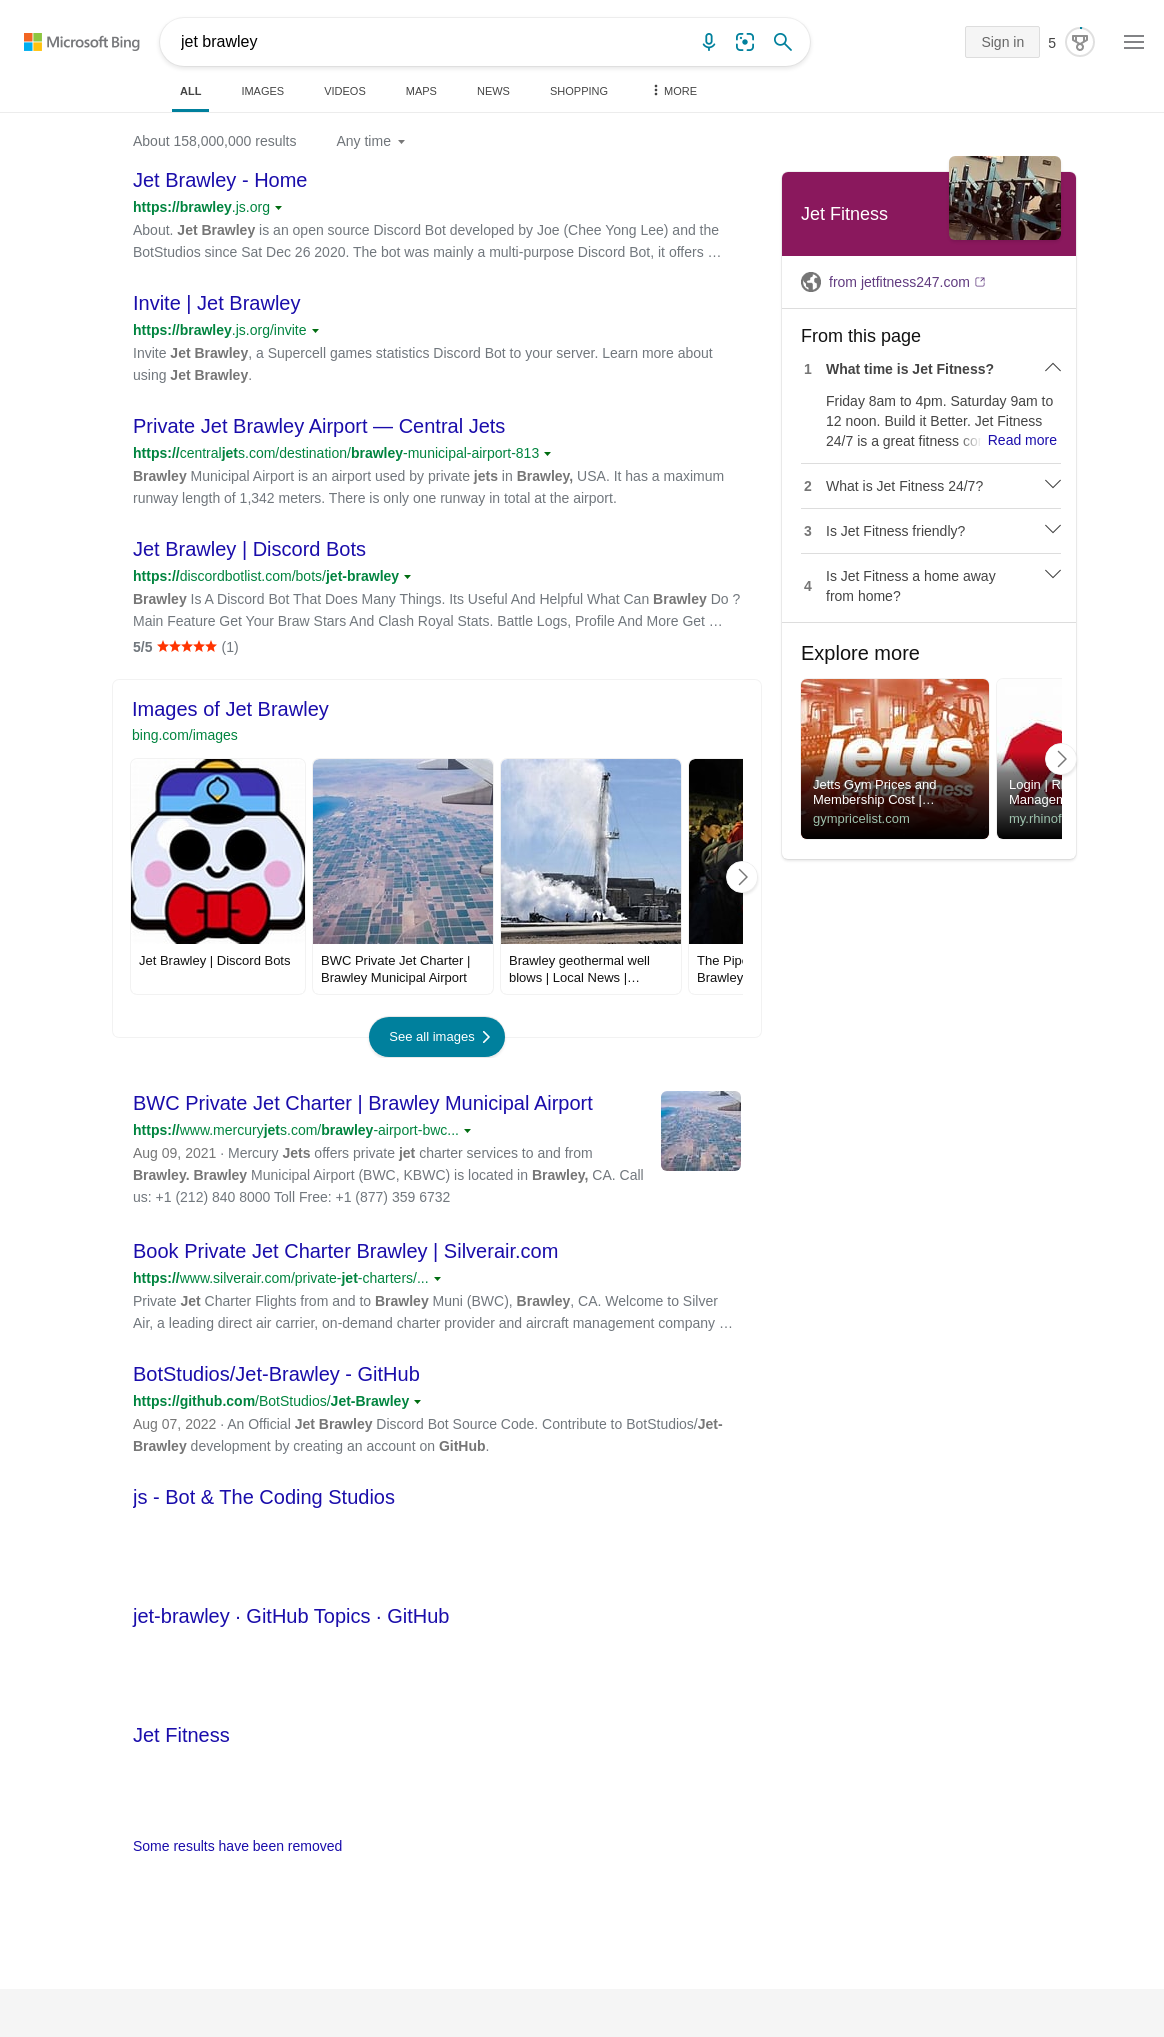 Microsoft Bing
jet brawley
Sign in
5
ALL
IMAGES
VIDEOS
MAPS
NEWS
SHOPPING
MORE
About 158,000,000 results
Any time
Jet Brawley - Home
https://brawley.js.org
About. Jet Brawley is an open source Discord Bot developed by Joe (Chee Yong Lee) and the
BotStudios since Sat Dec 26 2020. The bot was mainly a multi-purpose Discord Bot, it offers …
Invite | Jet Brawley
https://brawley.js.org/invite
Invite Jet Brawley, a Supercell games statistics Discord Bot to your server. Learn more about
using Jet Brawley.
Private Jet Brawley Airport — Central Jets
https://centraljets.com/destination/brawley-municipal-airport-813
Brawley Municipal Airport is an airport used by private jets in Brawley, USA. It has a maximum
runway length of 1,342 meters. There is only one runway in total at the airport.
Jet Brawley | Discord Bots
https://discordbotlist.com/bots/jet-brawley
Brawley Is A Discord Bot That Does Many Things. Its Useful And Helpful What Can Brawley Do ?
Main Feature Get Your Braw Stars And Clash Royal Stats. Battle Logs, Profile And More Get …
5/5 ★★★★★ (1)
Images of Jet Brawley
bing.com/images
Jet Brawley | Discord Bots
BWC Private Jet Charter |
Brawley Municipal Airport
Brawley geothermal well
blows | Local News |…
The Pip
Brawley
See all images
BWC Private Jet Charter | Brawley Municipal Airport
https://www.mercuryjets.com/brawley-airport-bwc...
Aug 09, 2021 · Mercury Jets offers private jet charter services to and from
Brawley. Brawley Municipal Airport (BWC, KBWC) is located in Brawley, CA. Call
us: +1 (212) 840 8000 Toll Free: +1 (877) 359 6732
Book Private Jet Charter Brawley | Silverair.com
https://www.silverair.com/private-jet-charters/...
Private Jet Charter Flights from and to Brawley Muni (BWC), Brawley, CA. Welcome to Silver
Air, a leading direct air carrier, on-demand charter provider and aircraft management company …
BotStudios/Jet-Brawley - GitHub
https://github.com/BotStudios/Jet-Brawley
Aug 07, 2022 · An Official Jet Brawley Discord Bot Source Code. Contribute to BotStudios/Jet-
Brawley development by creating an account on GitHub.
js - Bot & The Coding Studios
jet-brawley · GitHub Topics · GitHub
Jet Fitness
Some results have been removed
Jet Fitness
from jetfitness247.com
From this page
1 What time is Jet Fitness?
Friday 8am to 4pm. Saturday 9am to
12 noon. Build it Better. Jet Fitness
24/7 is a great fitness co Read more
2 What is Jet Fitness 24/7?
3 Is Jet Fitness friendly?
4 Is Jet Fitness a home away
from home?
Explore more
jetts
24 hour fitness
Jetts Gym Prices and
Membership Cost |…
gympricelist.com
Login | R
Managem
my.rhinof